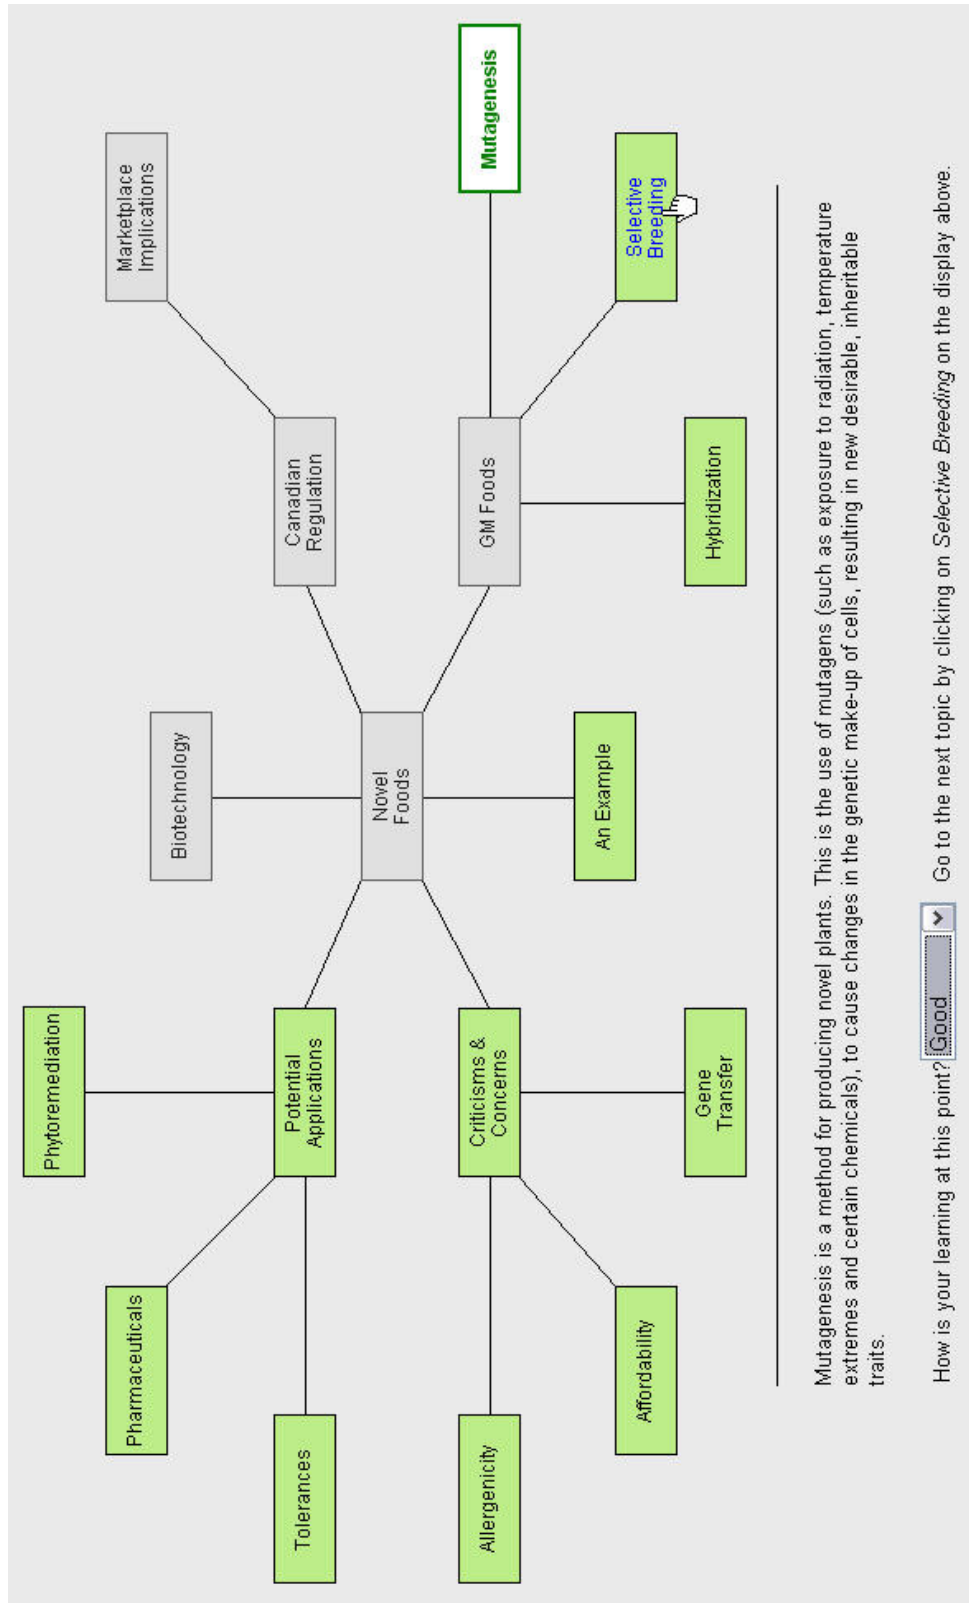 Phytoremediation
Pharmaceuticals
Marketplace
Implications
Biotechnology
Tolerances
Potential
Applications
Canadian
Regulation
Novel
Foods
Allergenicity
Criticisms &
Concerns
GM Foods
Mutagenesis
An Example
Affordability
Selective
Breeding
Gene
Transfer
Hybridization
Mutagenesis is a method for producing novel plants. This is the use of mutagens (such as exposure to radiation, temperature
extremes and certain chemicals), to cause changes in the genetic make-up of cells, resulting in new desirable, inheritable
traits.
How is your learning at this point? Good Go to the next topic by clicking on Selective Breeding on the display above.